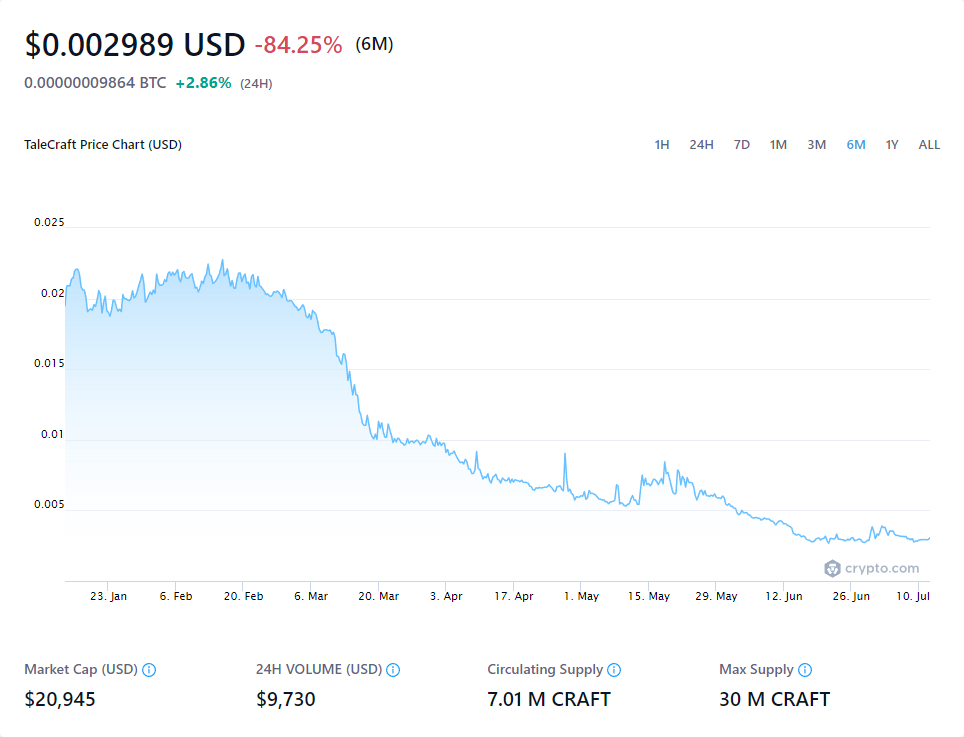 $0.002989 USD -84.25% (6M)
0.00000009864 BTC +2.86% (24H)
TaleCraft Price Chart (USD) 1H 24H 7D 1M 3M 6M 1Y ALL
0.025
0.02
0.015
0.01
0.005
crypto.com
23. Jan 6. Feb 20. Feb 6. Mar 20. Mar 3. Apr 17. Apr 1. May 15. May 29. May 12. Jun 26. Jun 10. Jul
Market Cap (USD) 24H VOLUME (USD) Circulating Supply Max Supply
$20,945 $9,730 7.01 M CRAFT 30 M CRAFT